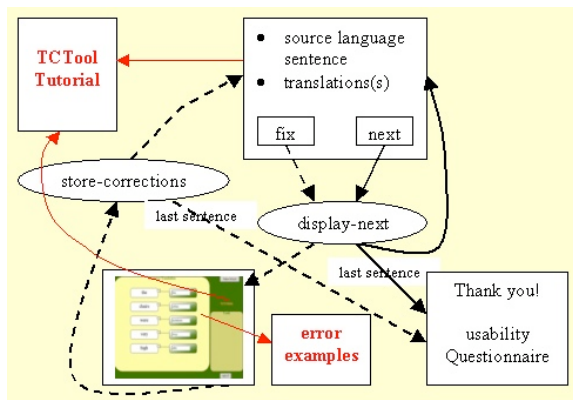 TCTool
Tutorial
• source language
sentence
• translations(s)
fix
next
store-corrections
last sentence
display-next
last sentence
error
examples
Thank you!
usability
Questionnaire